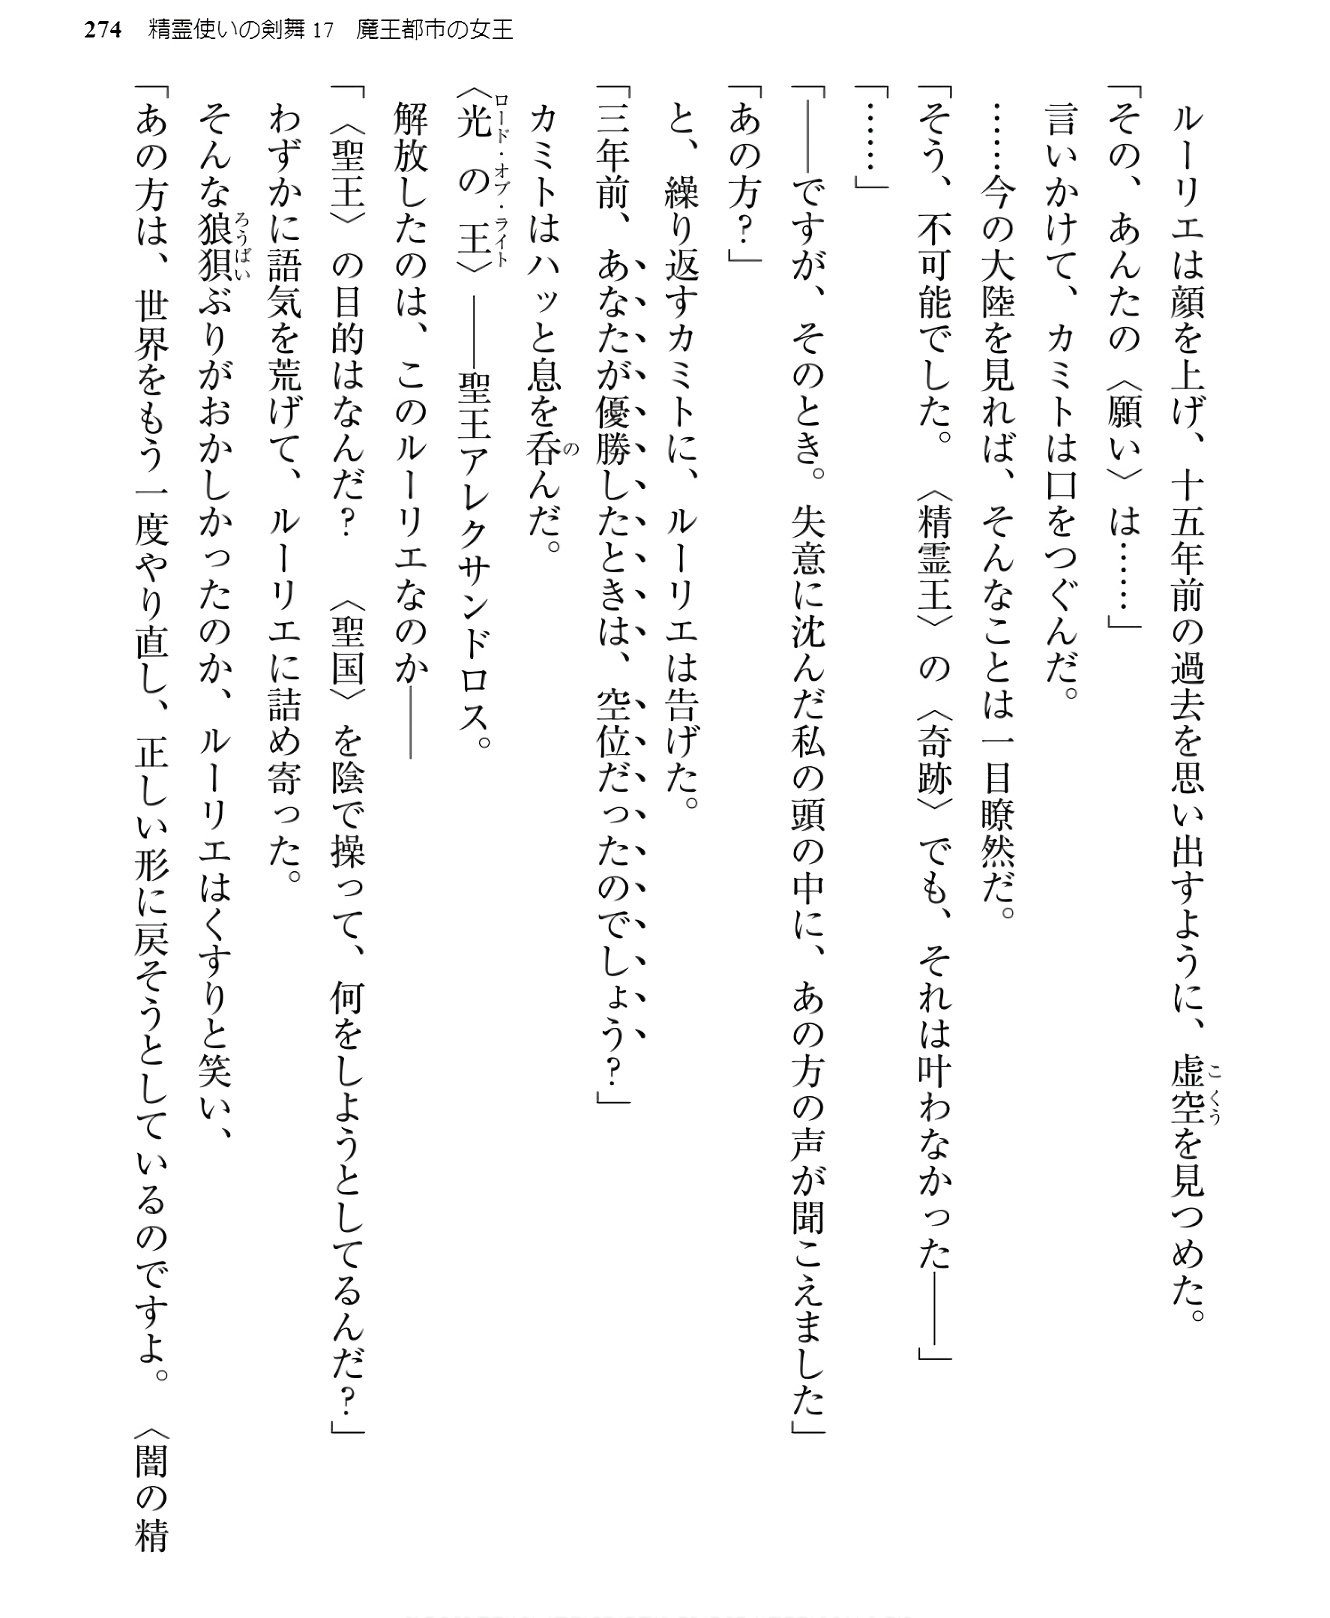 274 精霊使いの剣舞17 魔王都市の女王
ルーリエは顔を上げ、十五年前の過去を思い出すように、虚空を見つめた。
「その、あんたの〈願い〉は……」
言いかけて、カミトは口をつぐんだ。
……今の大陸を見れば、そんなことは一目瞭然だ。
「そう、不可能でした。〈精霊王〉の〈奇跡〉でも、それは叶わなかった――」
「……」
「――ですが、そのとき。失意に沈んだ私の頭の中に、あの方の声が聞こえました」
「あの方?」
と、繰り返すカミトに、ルーリエは告げた。
「三年前、あなたが優勝したときは、空位だったのでしょう?」
カミトはハッと息を呑んだ。
〈光の王〉――聖王アレクサンドロス。
解放したのは、このルーリエなのか――
「〈聖王〉の目的はなんだ? 〈聖国〉を陰で操って、何をしようとしてるんだ?」
わずかに語気を荒げて、ルーリエに詰め寄った。
そんな狼狽ぶりがおかしかったのか、ルーリエはくすりと笑い、
「あの方は、世界をもう一度やり直し、正しい形に戻そうとしているのですよ。〈闇の精